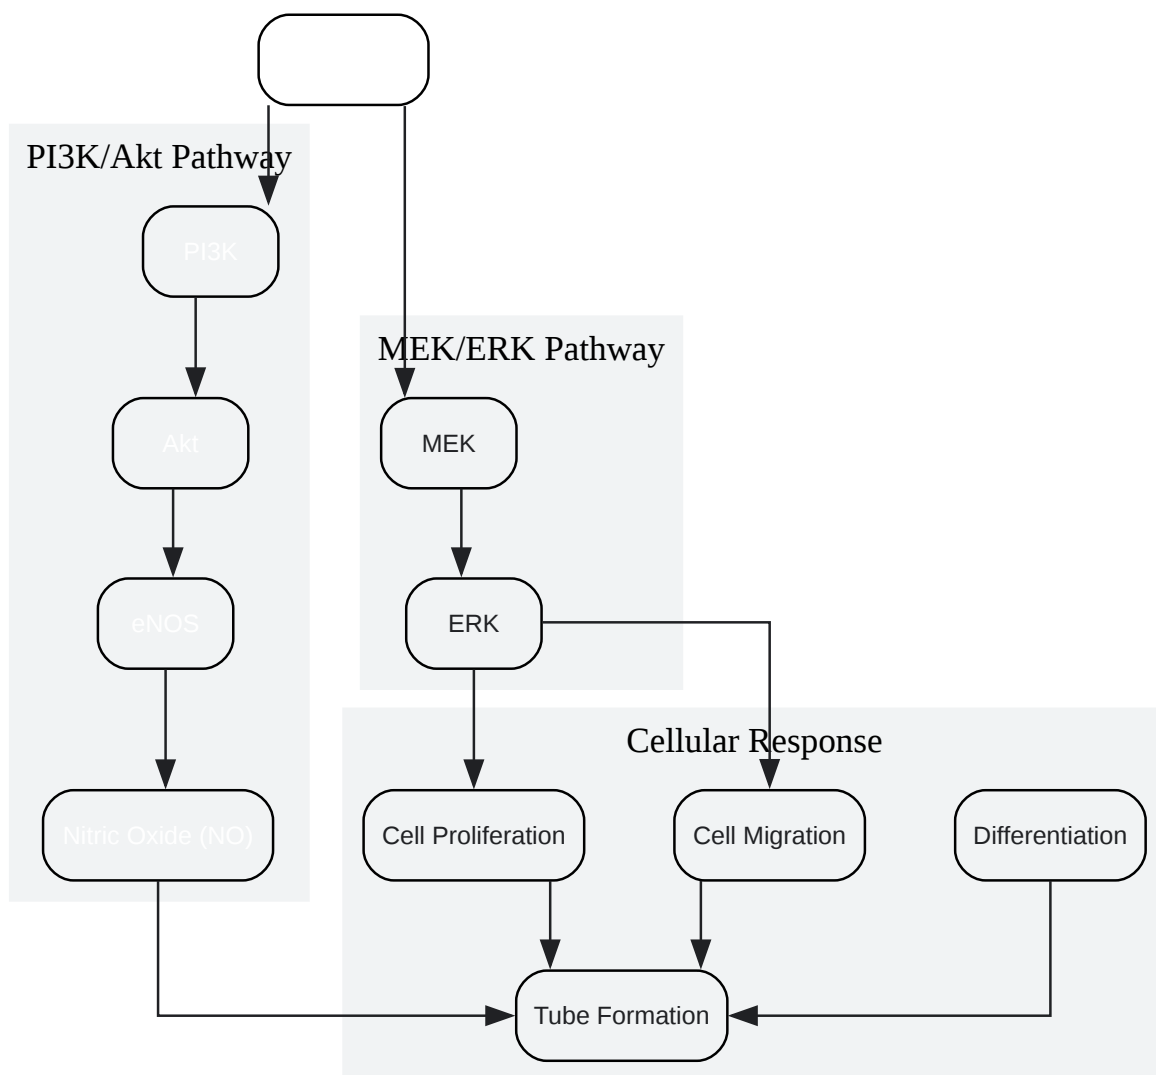 PI3K/Akt Pathway
PI3K
MEK/ERK Pathway
Akt
MEK
eNOS
ERK
Cellular Response
Nitric Oxide (NO)
Cell Proliferation
Cell Migration
Differentiation
Tube Formation